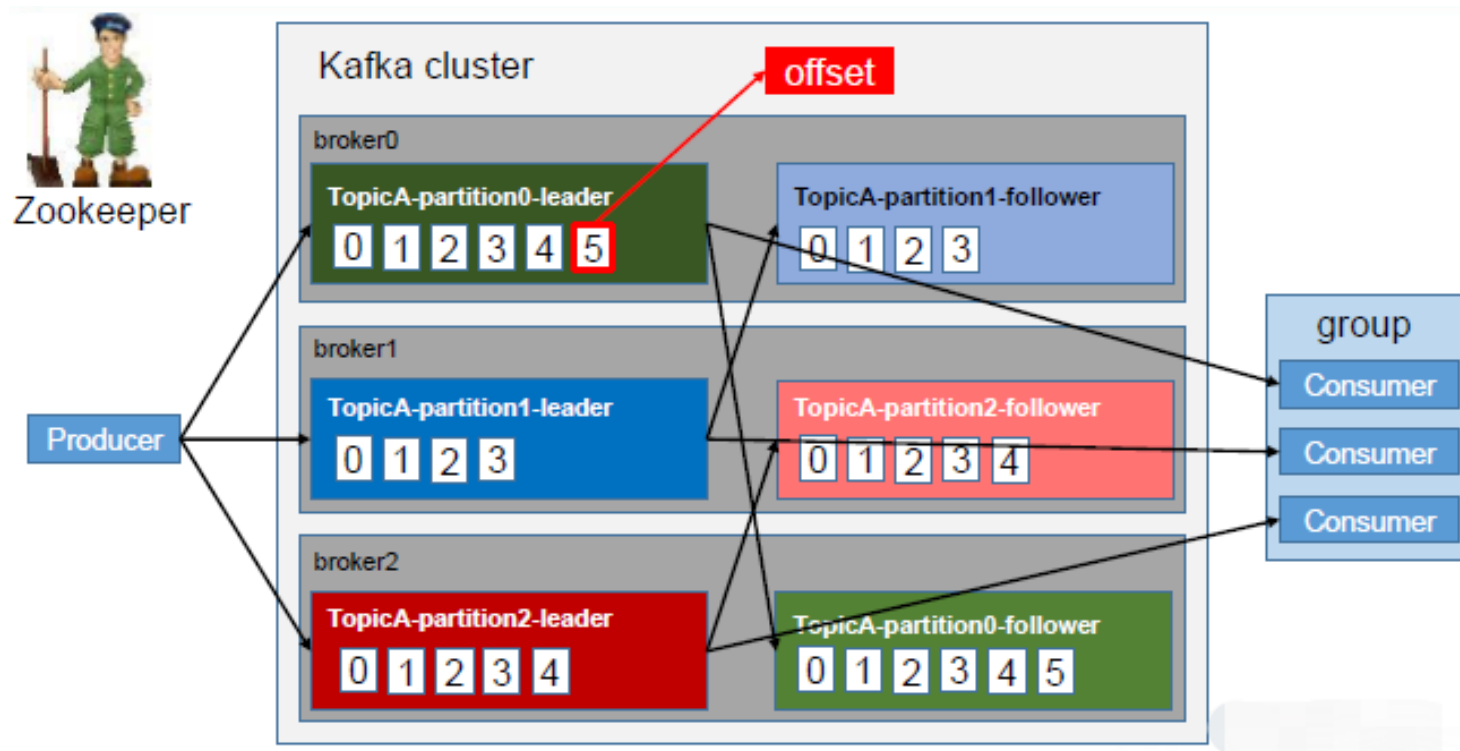 Kafka cluster
offset
Zookeeper
broker0
TopicA-partition0-leader
0 1 2 3 4 5
TopicA-partition1-follower
0 1 2 3
broker1
TopicA-partition1-leader
0 1 2 3
TopicA-partition2-follower
0 1 2 3 4
broker2
TopicA-partition2-leader
0 1 2 3 4
TopicA-partition0-follower
0 1 2 3 4 5
Producer
group
Consumer
Consumer
Consumer